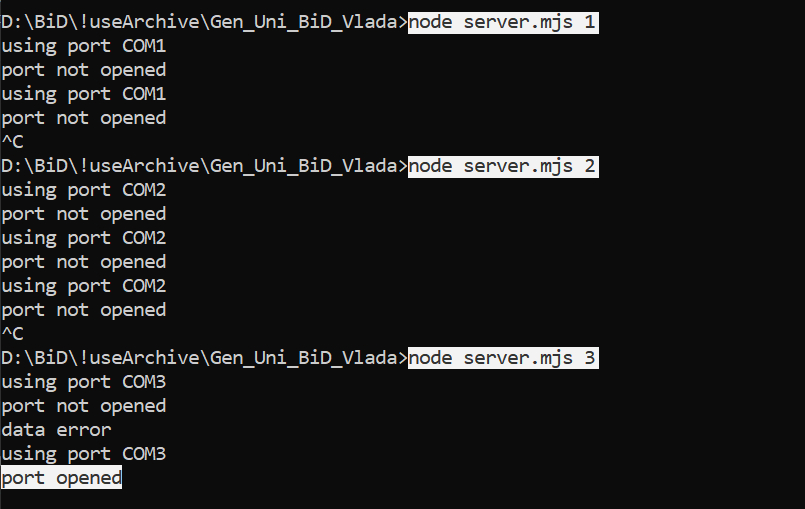 D:\BiD\!useArchive\Gen_Uni_BiD_Vlada>node server.mjs 1
using port COM1
port not opened
using port COM1
port not opened
^C
D:\BiD\!useArchive\Gen_Uni_BiD_Vlada>node server.mjs 2
using port COM2
port not opened
using port COM2
port not opened
using port COM2
port not opened
^C
D:\BiD\!useArchive\Gen_Uni_BiD_Vlada>node server.mjs 3
using port COM3
port not opened
data error
using port COM3
port opened